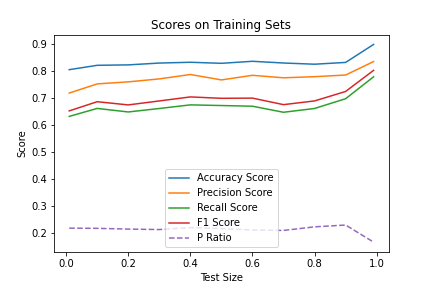 Scores on Training Sets
0.9
0.8
0.7
0.6
0.5
0.4
0.3
0.2
Score
Accuracy Score
Precision Score
Recall Score
F1 Score
P Ratio
0.0 0.2 0.4 0.6 0.8 1.0
Test Size